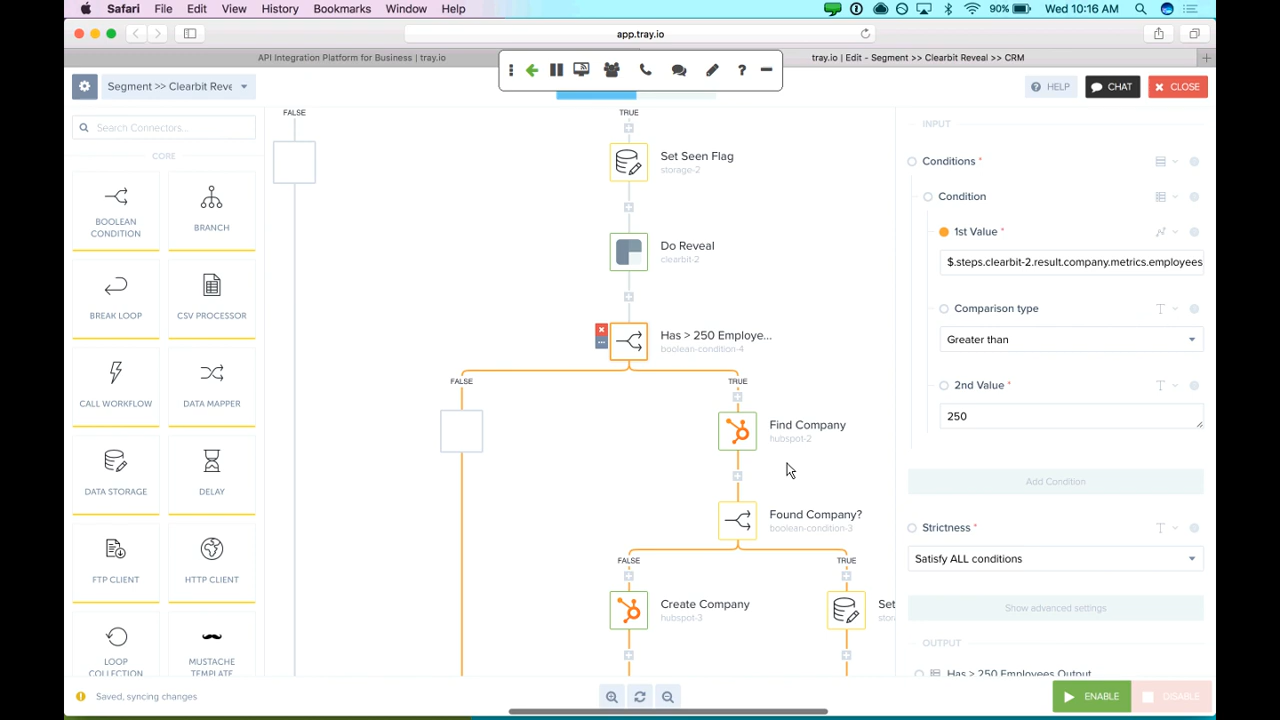 Safari File Edit View History Bookmarks Window Help 90% Wed 10:16 AM
app.tray.io
API Integration Platform for Business | tray.io
tray.io | Edit - Segment >> Clearbit Reveal >> CRM
Segment >> Clearbit Reve
HELP
CHAT
CLOSE
Search Connectors...
CORE
BOOLEAN
CONDITION
BRANCH
BREAK LOOP
CSV PROCESSOR
CALL WORKFLOW
DATA MAPPER
DATA STORAGE
DELAY
FTP CLIENT
HTTP CLIENT
LOOP
COLLECTION
MUSTACHE
TEMPLATE
Saved, syncing changes
FALSE
TRUE
Set Seen Flag
storage-2
Do Reveal
clearbit-2
Has > 250 Employe...
boolean-condition-4
FALSE
TRUE
Find Company
hubspot-2
Found Company?
boolean-condition-3
FALSE
TRUE
Create Company
hubspot-3
Set
INPUT
Conditions *
Condition
1st Value *
$.steps.clearbit-2.result.company.metrics.employees
Comparison type
Greater than
2nd Value *
250
Add Condition
Strictness *
Satisfy ALL conditions
Show advanced settings
OUTPUT
Has > 250 Employees Output
ENABLE
DISABLE